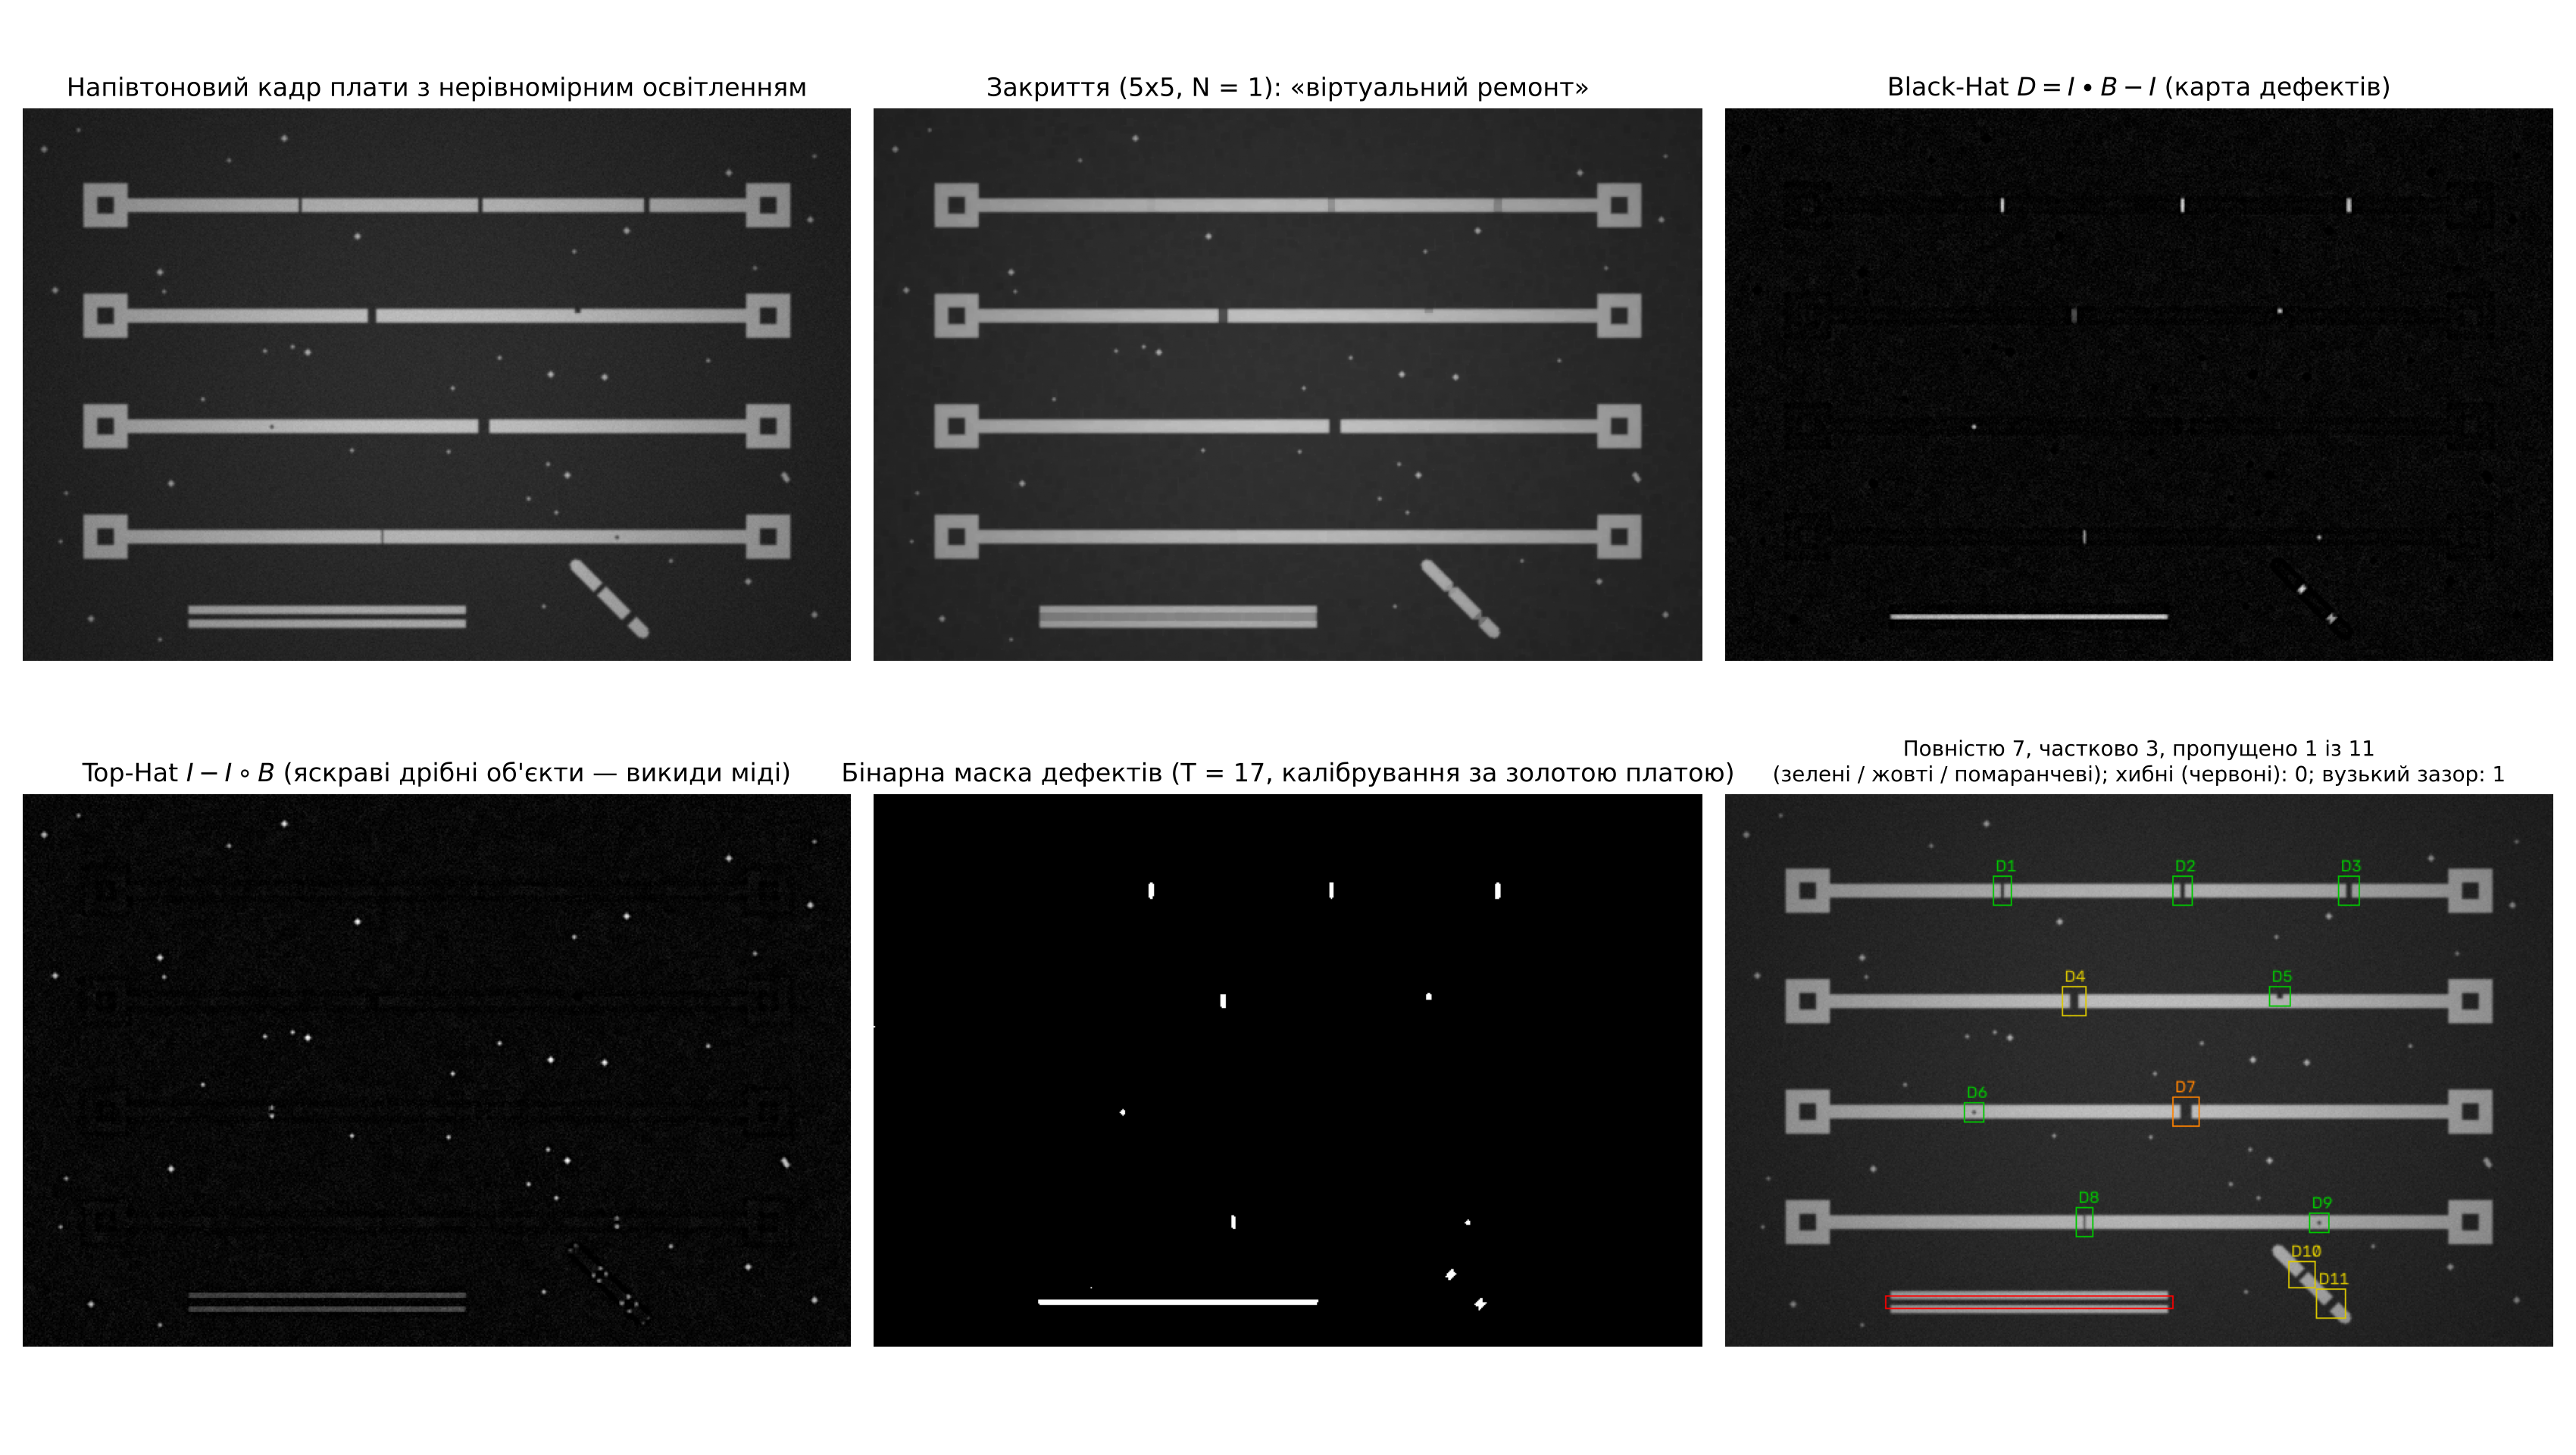 Напівтоновий кадр плати з нерівномірним освітленням
Закриття (5x5, N = 1): «віртуальний ремонт»
Black-Hat D = I • B − I (карта дефектів)
Top-Hat I − I ∘ B (яскраві дрібні об'єкти — викиди міді)
Бінарна маска дефектів (T = 17, калібрування за золотою платою)
Повністю 7, частково 3, пропущено 1 із 11
(зелені / жовті / помаранчеві); хибні (червоні): 0; вузький зазор: 1
D1 D2 D3
D4 D5
D6 D7
D8 D9
D10
D11